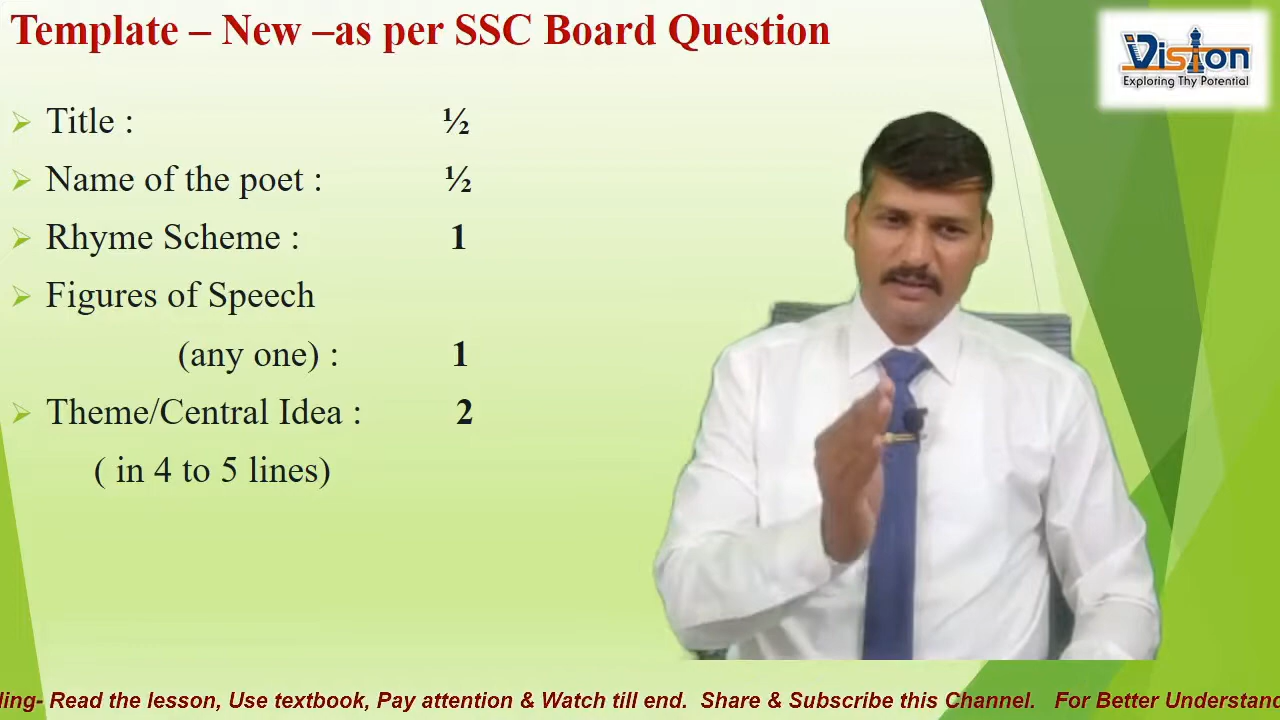 Template – New –as per SSC Board Question
Vision
Exploring Thy Potential
Title : ½
Name of the poet : ½
Rhyme Scheme : 1
Figures of Speech
(any one) : 1
Theme/Central Idea : 2
( in 4 to 5 lines)
Read the lesson, Use textbook, Pay attention & Watch till end. Share & Subscribe this Channel. For Better